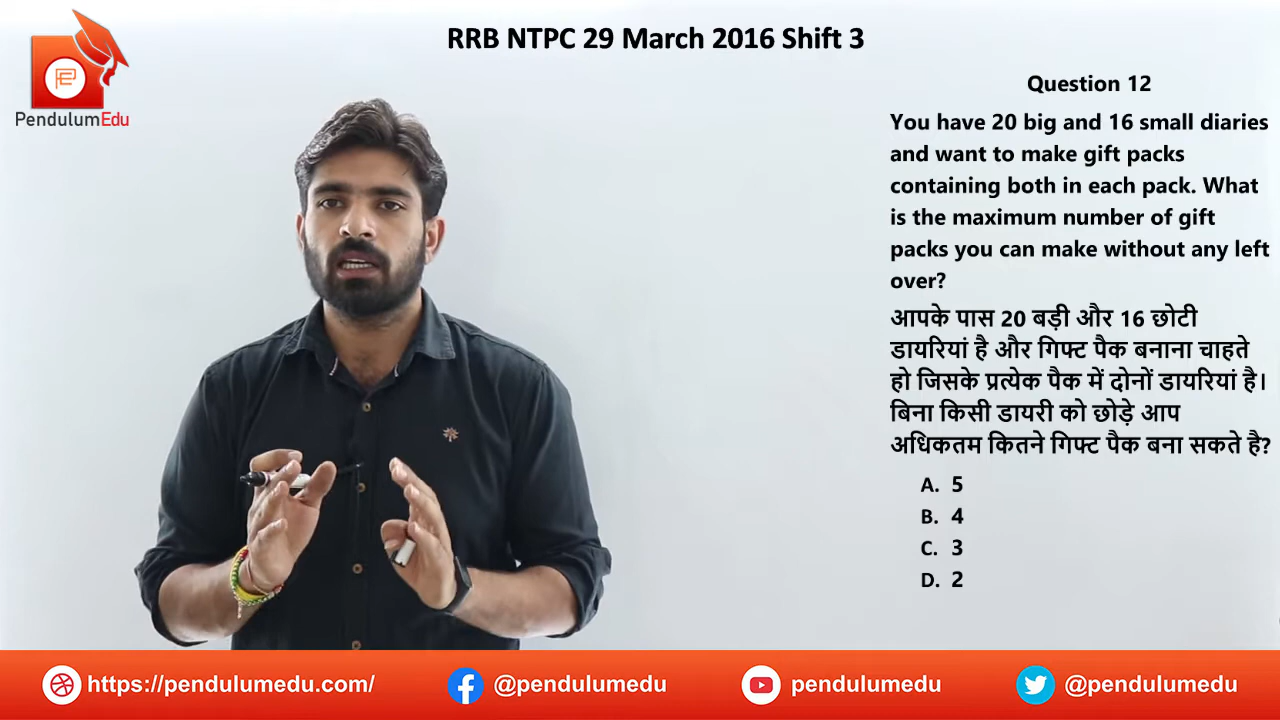 RRB NTPC 29 March 2016 Shift 3
PendulumEdu
Question 12
You have 20 big and 16 small diaries
and want to make gift packs
containing both in each pack. What
is the maximum number of gift
packs you can make without any left
over?
आपके पास 20 बड़ी और 16 छोटी
डायरियां है और गिफ्ट पैक बनाना चाहते
हो जिसके प्रत्येक पैक में दोनों डायरियां है।
बिना किसी डायरी को छोड़े आप
अधिकतम कितने गिफ्ट पैक बना सकते है?
A. 5
B. 4
C. 3
D. 2
https://pendulumedu.com/ @pendulumedu pendulumedu @pendulumedu